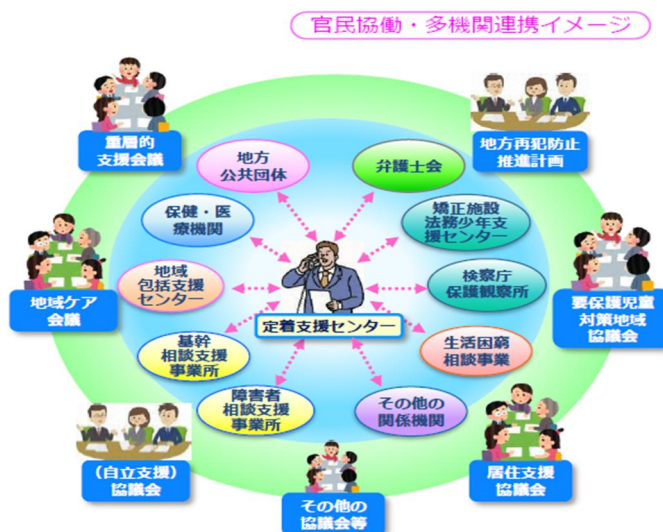 官民協働・多機関連携イメージ
重層的
支援会議
地方再犯防止
推進計画
地方
公共団体
弁護士会
保健・医
療機関
矯正施設
法務少年支
援センター
地域ケア
会議
地域
包括支援
センター
定着支援センター
検察庁
保護観察所
要保護児童
対策地域
協議会
基幹
相談支援
事業所
生活困窮
相談事業
障害者
相談支援
事業所
その他の
関係機関
(自立支援)
協議会
その他の
協議会等
居住支援
協議会